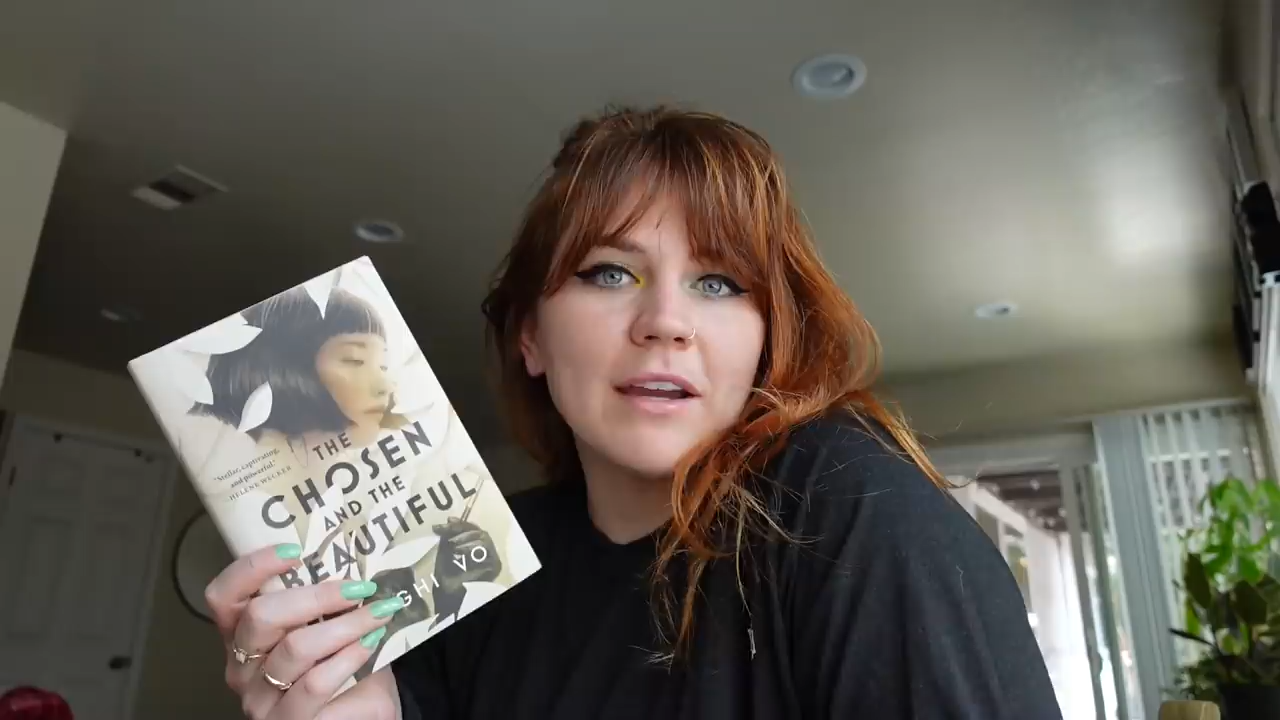 "Stellar, captivating,
and powerful."
—HELENE WECKER
THE
CHOSEN
AND THE
BEAUTIFUL
GHI VO